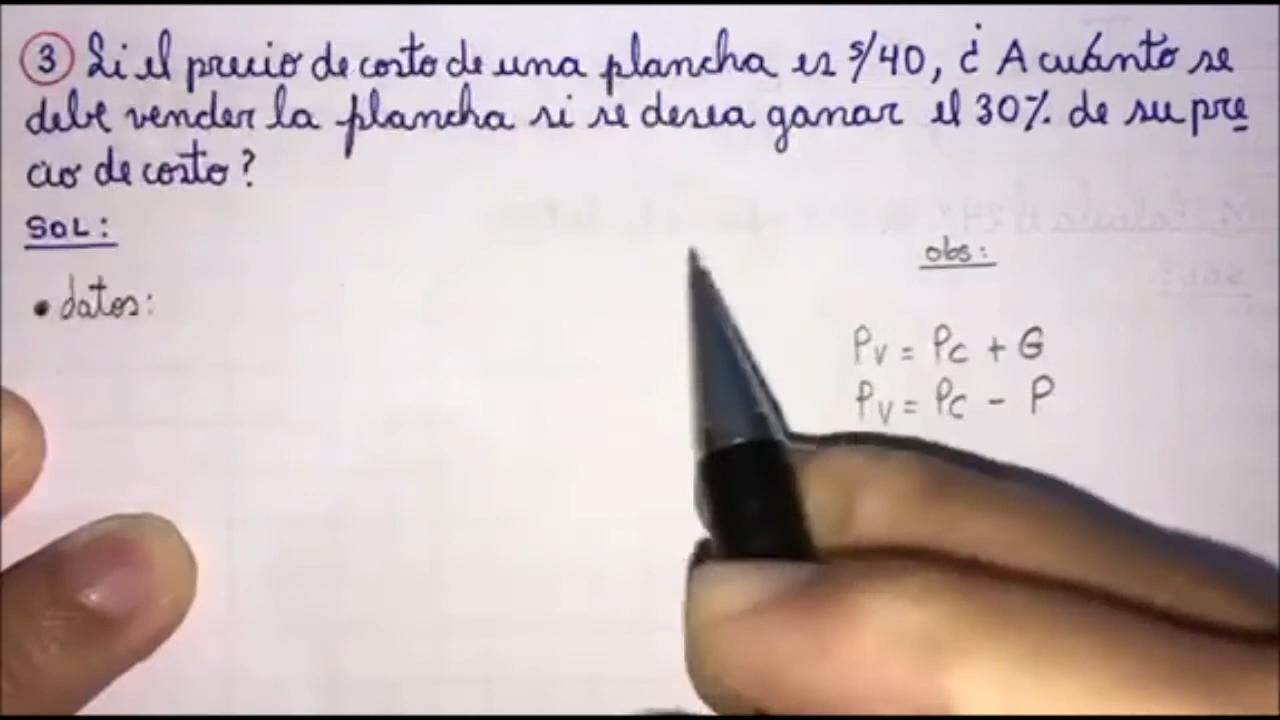 3 Si el precio de costo de una plancha es s/40, ¿ A cuánto se
debe vender la plancha si se desea ganar el 30% de su pre
cio de costo?
SOL:
• datos:
obs:
Pv = Pc + G
Pv = Pc - P